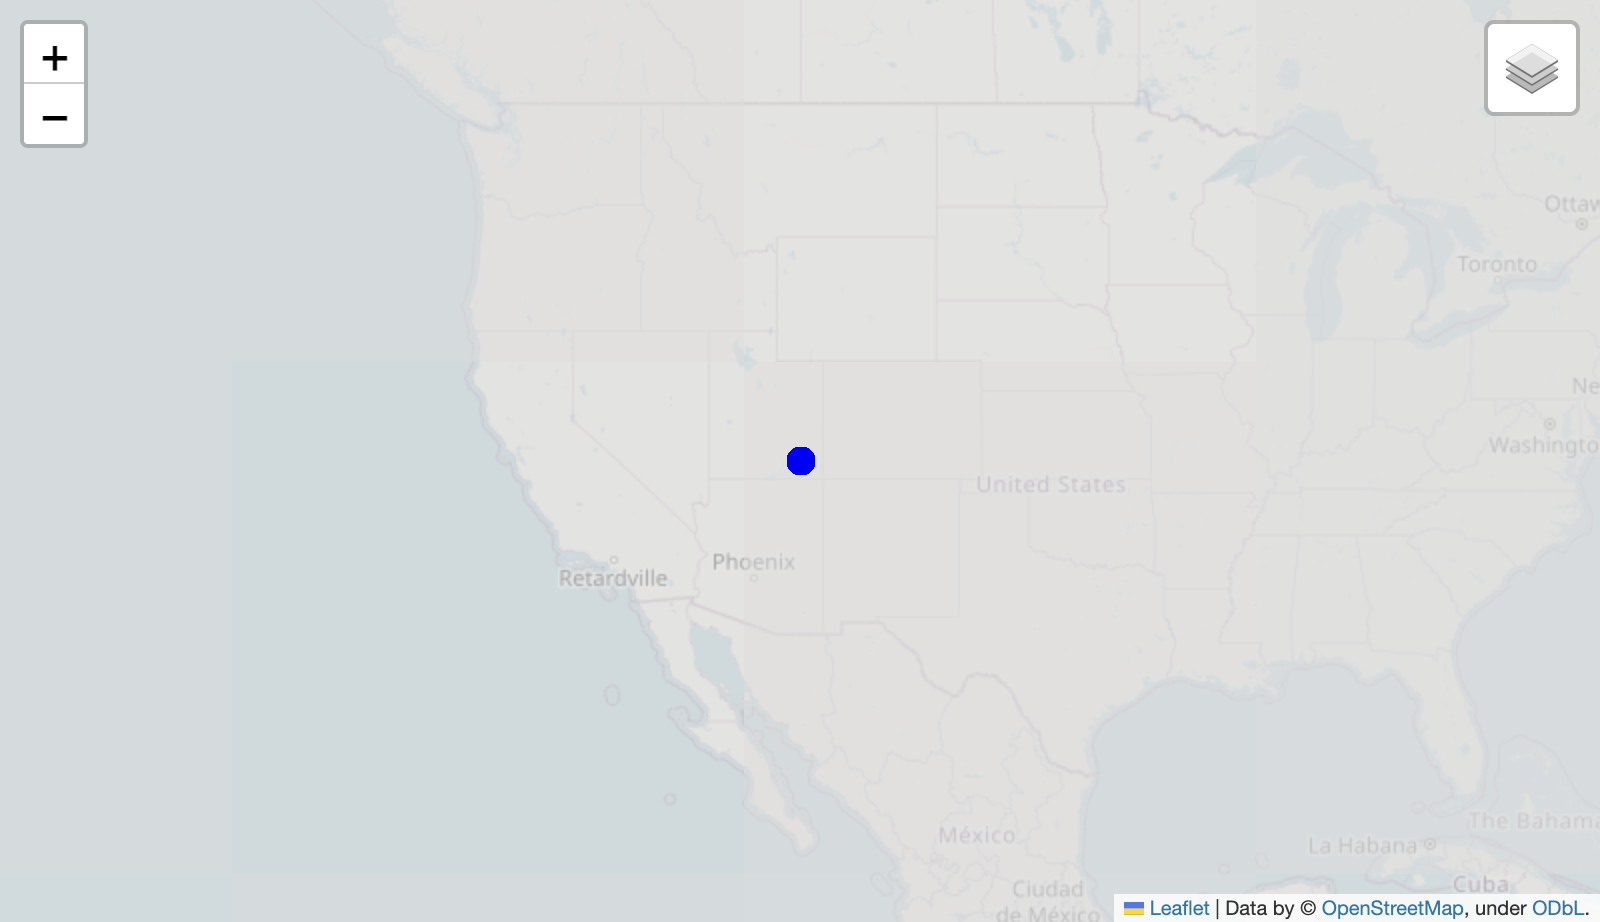 +
−
Ottaw
Toronto
Ne
Washingto
United States
Phoenix
Retardville
México
The Bahama
La Habana
Cuba
Ciudad
de México
Leaflet | Data by © OpenStreetMap, under ODbL.